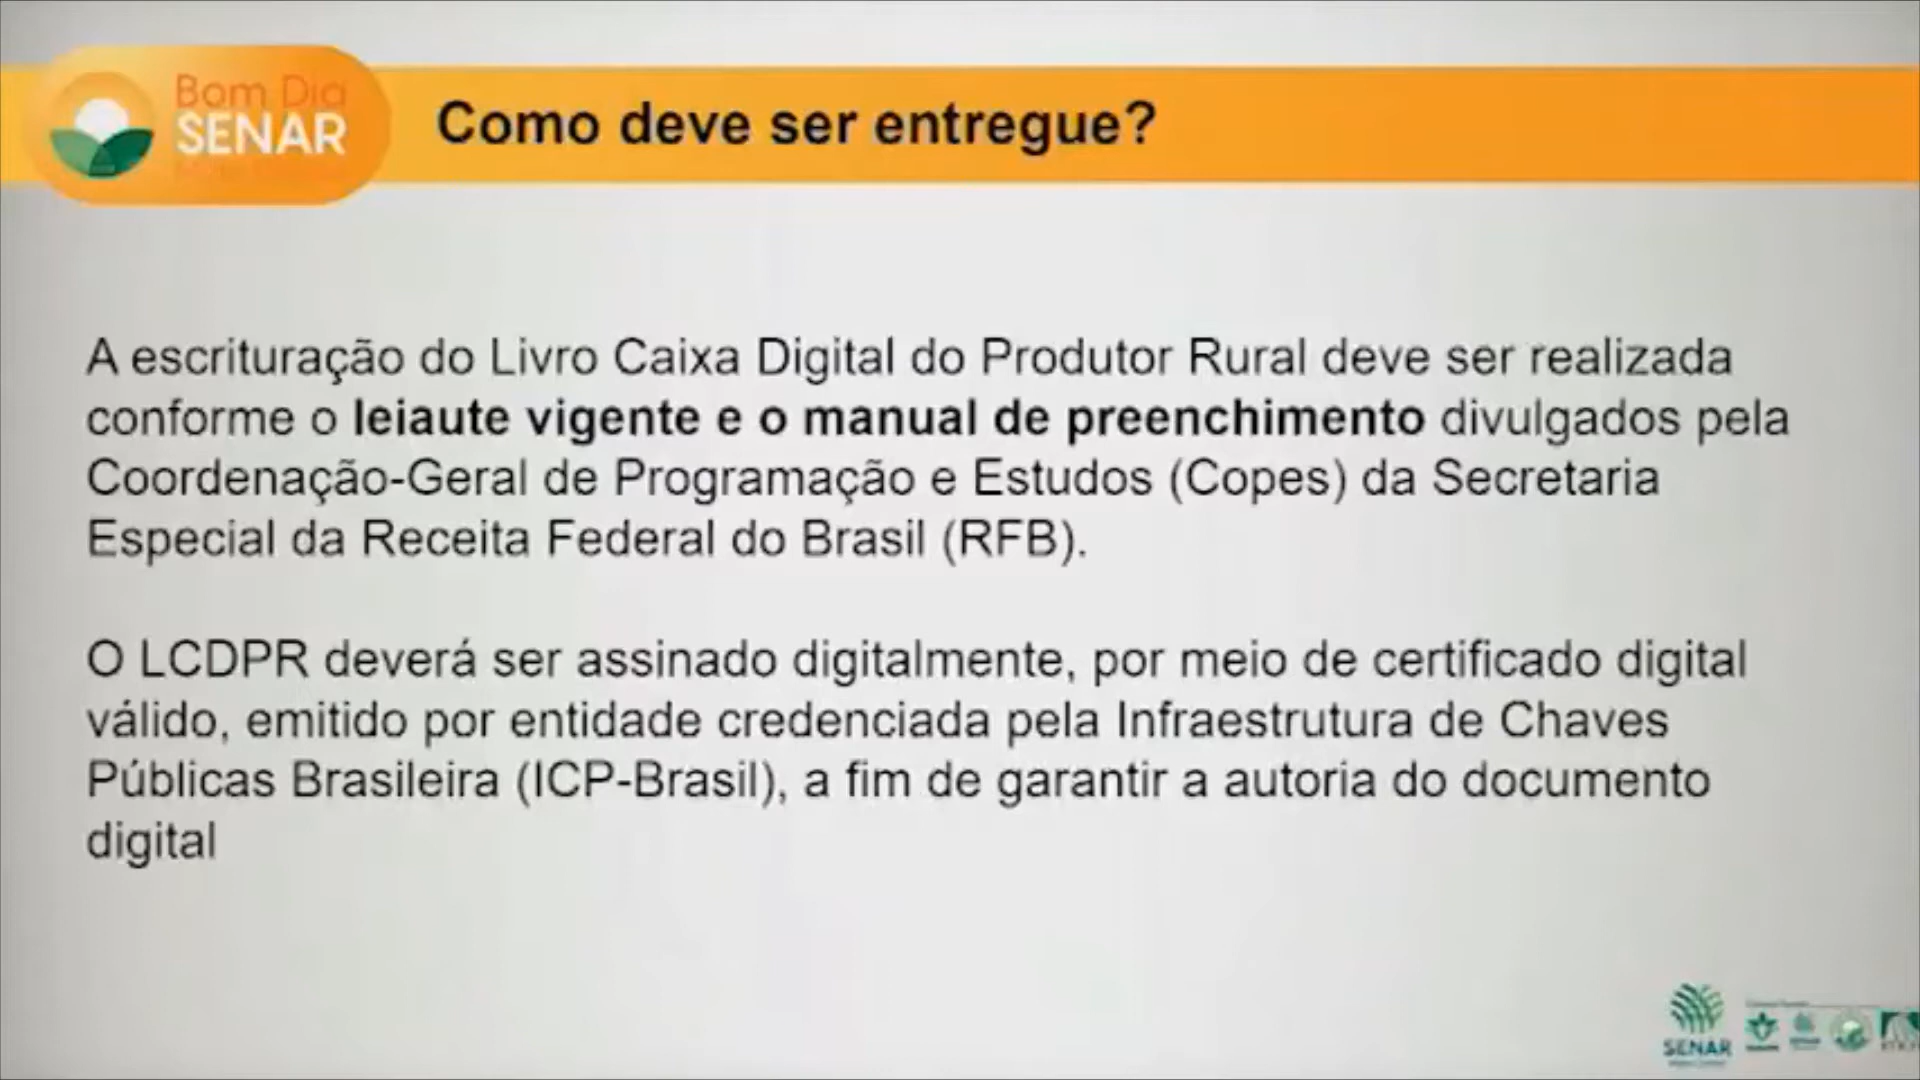 Bom Dia
SENAR
Como deve ser entregue?
A escrituração do Livro Caixa Digital do Produtor Rural deve ser realizada
conforme o leiaute vigente e o manual de preenchimento divulgados pela
Coordenação-Geral de Programação e Estudos (Copes) da Secretaria
Especial da Receita Federal do Brasil (RFB).
O LCDPR deverá ser assinado digitalmente, por meio de certificado digital
válido, emitido por entidade credenciada pela Infraestrutura de Chaves
Públicas Brasileira (ICP-Brasil), a fim de garantir a autoria do documento
digital
SENAR